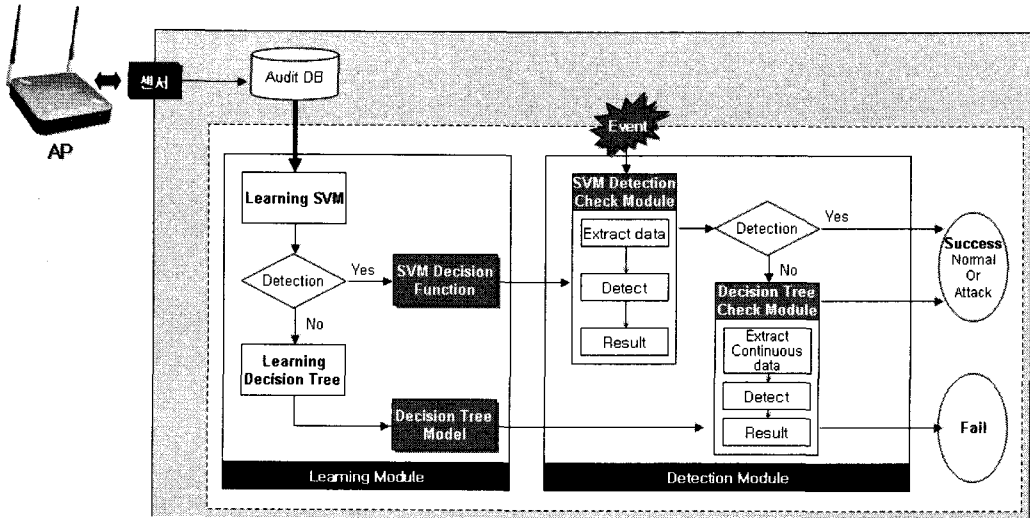 센서
Audit DB
AP
Event
Learning SVM
Detection
Yes
SVM Decision
Function
No
Learning
Decision Tree
Decision Tree
Model
Learning Module
SVM Detection
Check Module
Extract data
Detect
Result
Detection
Yes
No
Decision Tree
Check Module
Extract
Continuous
data
Detect
Result
Detection Module
Success
Normal
Or
Attack
Fail